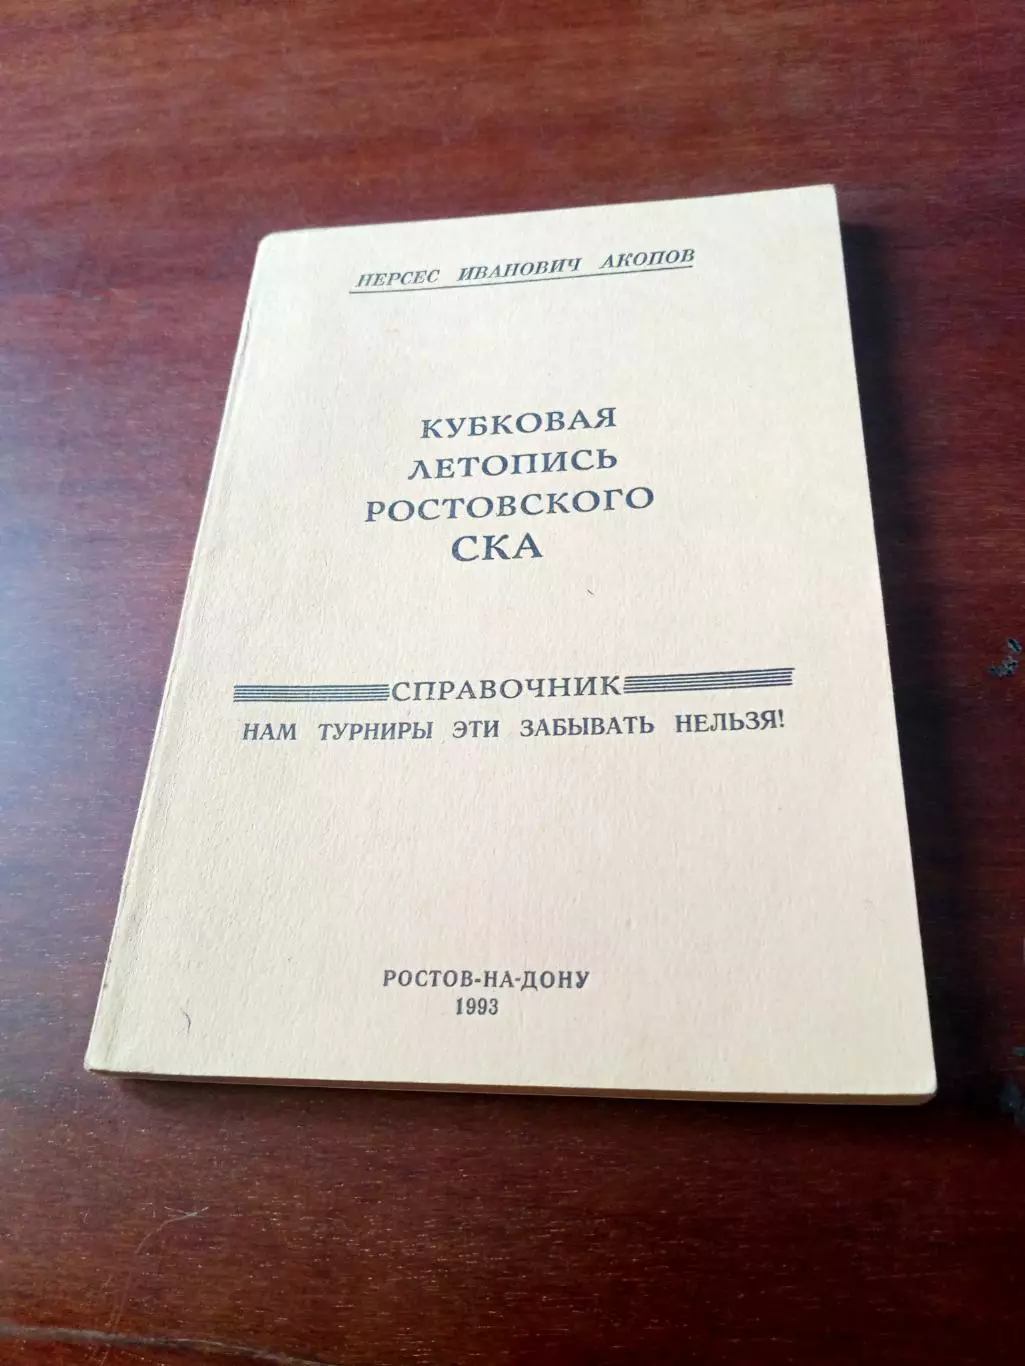 НЕРСЕС ИВАНОВИЧ АКОПОВ
КУБКОВАЯ
ЛЕТОПИСЬ
РОСТОВСКОГО
СКА
СПРАВОЧНИК
НАМ ТУРНИРЫ ЭТИ ЗАБЫВАТЬ НЕЛЬЗЯ!
РОСТОВ-НА-ДОНУ
1993